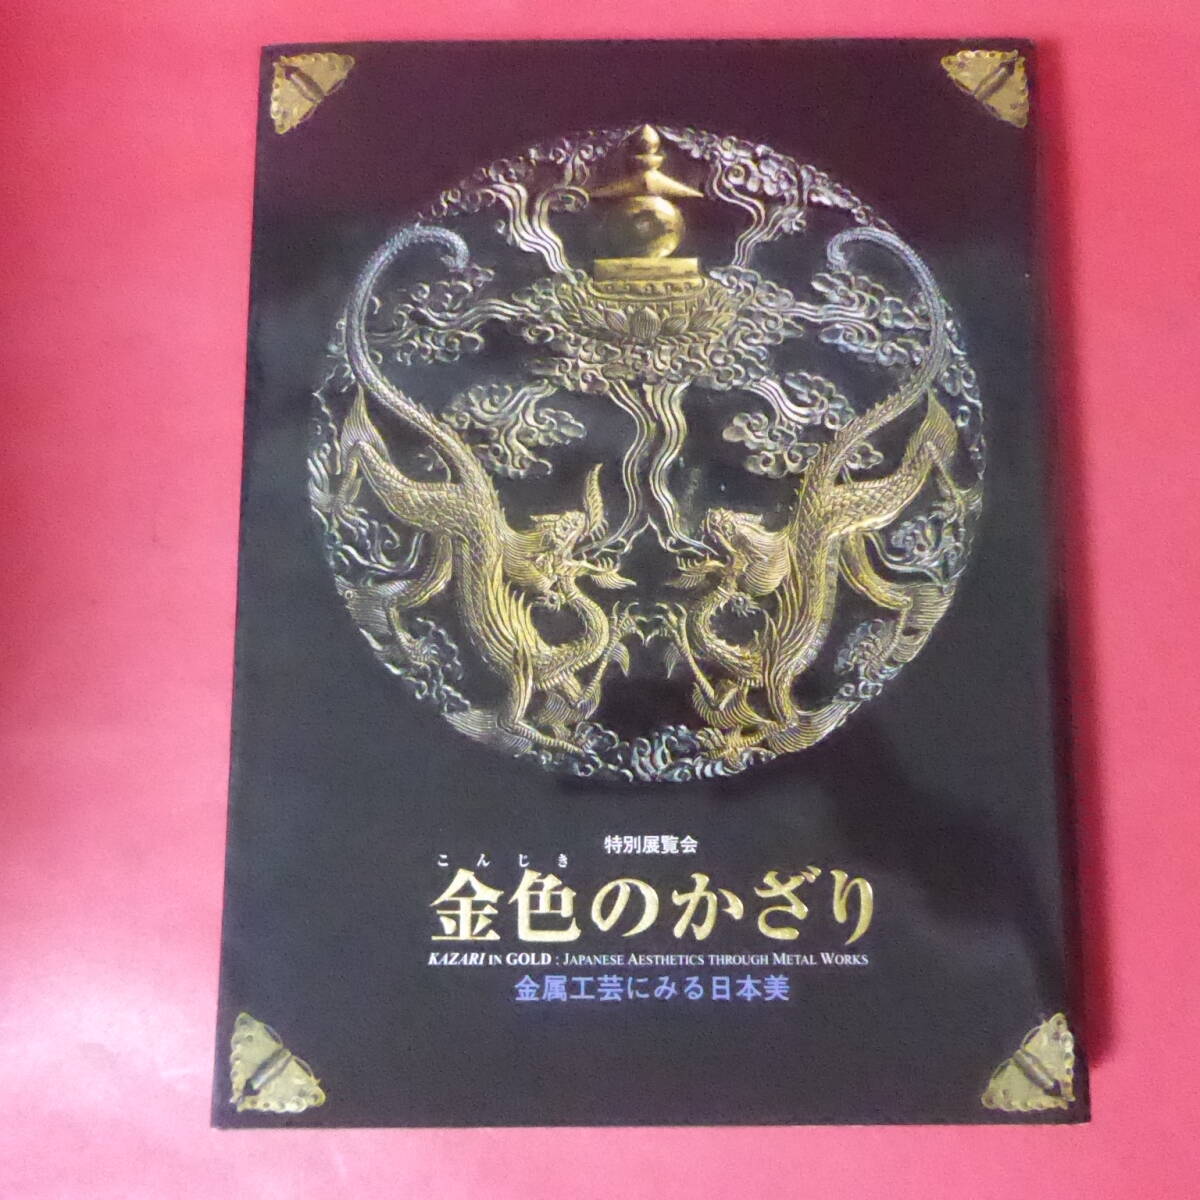 特別展覧会
こんじき
金色のかざり
KAZARI IN GOLD : JAPANESE AESTHETICS THROUGH METAL WORKS
金属工芸にみる日本美